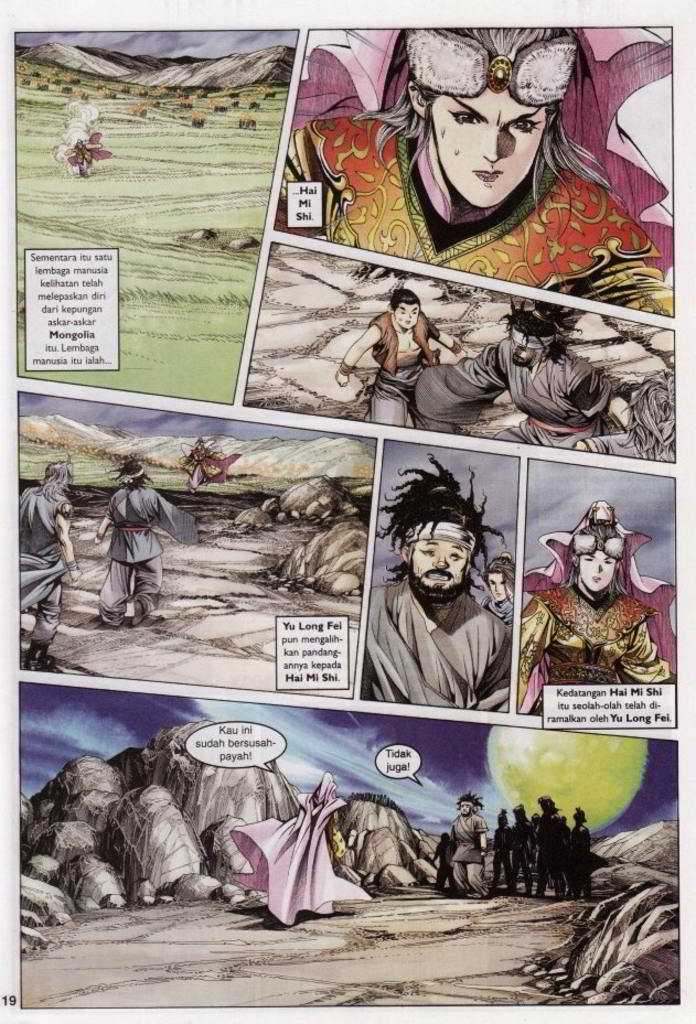 Sementara itu satu
lembaga manusia
kelihatan telah
melepaskan diri
dari kepungan
askar-askar
Mongolia
itu. Lembaga
manusia itu ialah...
...Hai
Mi
Shi.
Yu Long Fei
pun mengalih-
kan pandang-
annya kepada
Hai Mi Shi.
Kedatangan Hai Mi Shi
itu seolah-olah telah di-
ramalkan oleh Yu Long Fei.
Kau ini
sudah bersusah-
payah!
Tidak
juga!
19